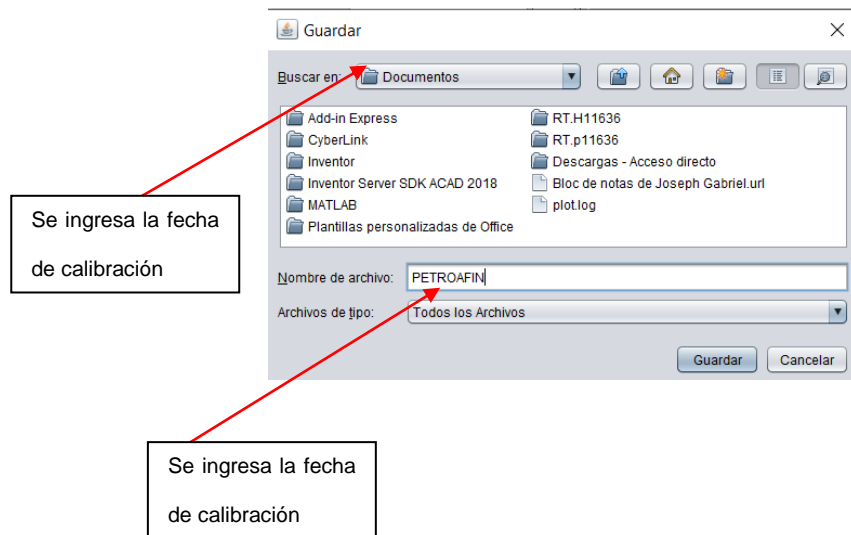 Guardar
Buscar en: Documentos
Add-in Express
CyberLink
Inventor
Inventor Server SDK ACAD 2018
MATLAB
Plantillas personalizadas de Office
RT.H11636
RT.p11636
Descargas - Acceso directo
Bloc de notas de Joseph Gabriel.url
plot.log
Nombre de archivo: PETROAFIN
Archivos de tipo: Todos los Archivos
Guardar Cancelar
Se ingresa la fecha
de calibración
Se ingresa la fecha
de calibración